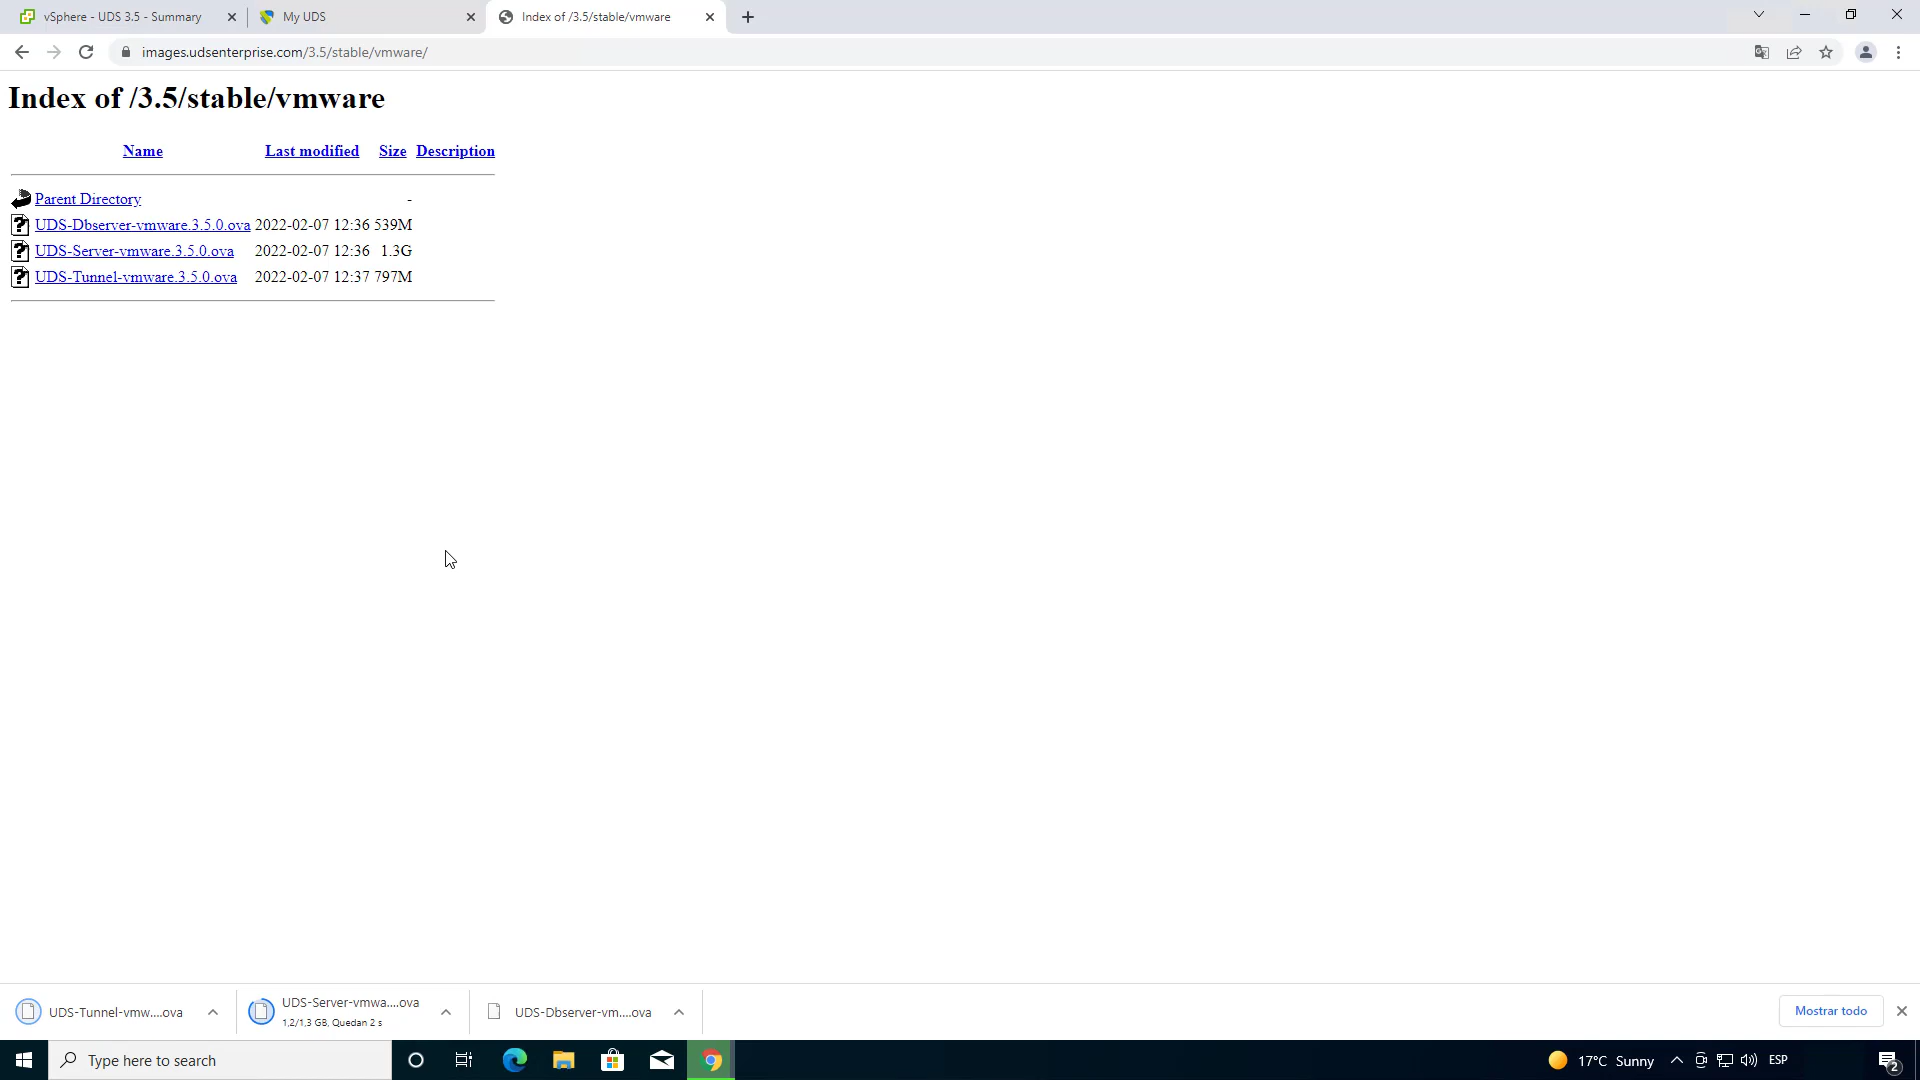 vSphere - UDS 3.5 - Summary
My UDS
Index of /3.5/stable/vmware
images.udsenterprise.com/3.5/stable/vmware/
Index of /3.5/stable/vmware
Name Last modified Size Description
Parent Directory -
UDS-Dbserver-vmware.3.5.0.ova 2022-02-07 12:36 539M
UDS-Server-vmware.3.5.0.ova 2022-02-07 12:36 1.3G
UDS-Tunnel-vmware.3.5.0.ova 2022-02-07 12:37 797M
UDS-Tunnel-vmw....ova
UDS-Server-vmwa....ova
1,2/1,3 GB, Quedan 2 s
UDS-Dbserver-vm....ova
Mostrar todo
Type here to search
17°C Sunny
ESP
2